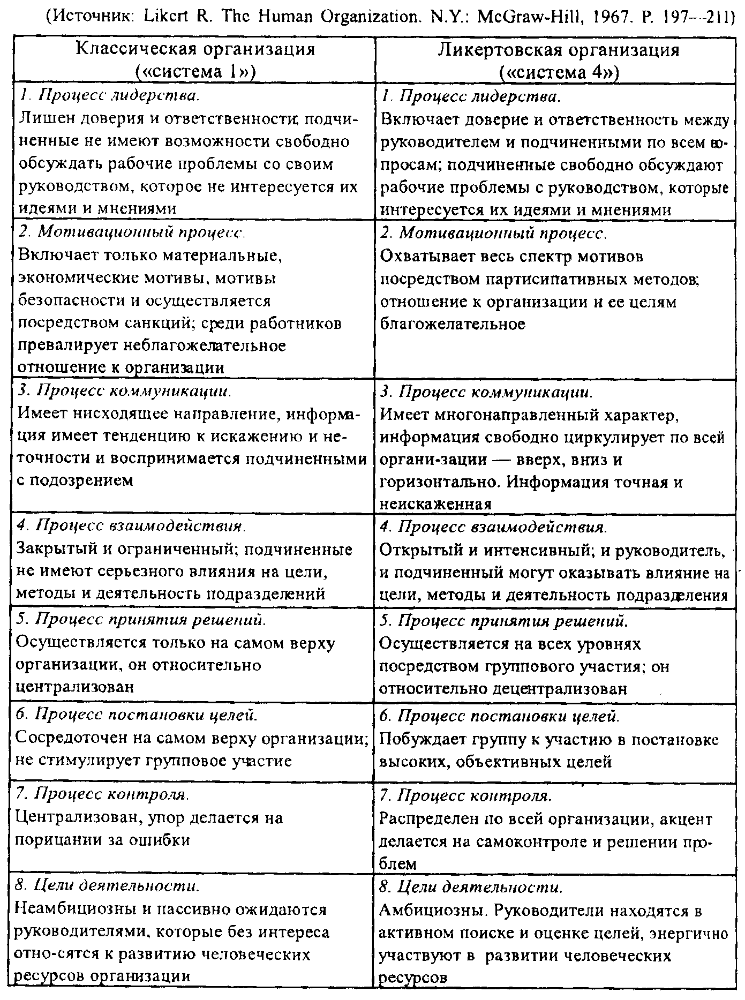 (Источник: Likert R. The Human Organization. N.Y.: McGraw-Hill, 1967. P. 197—211)
Классическая организация
(«система 1»)
Ликертовская организация
(«система 4»)
1. Процесс лидерства.
Лишен доверия и ответственности; подчи-
ненные не имеют возможности свободно
обсуждать рабочие проблемы со своим
руководством, которое не интересуется их
идеями и мнениями
1. Процесс лидерства.
Включает доверие и ответственность между
руководителем и подчиненными по всем во-
просам; подчиненные свободно обсуждают
рабочие проблемы с руководством, которые
интересуется их идеями и мнениями
2. Мотивационный процесс.
Включает только материальные,
экономические мотивы, мотивы
безопасности и осуществляется
посредством санкций; среди работников
превалирует неблагожелательное
отношение к организации
2. Мотивационный процесс.
Охватывает весь спектр мотивов
посредством партисипативных методов;
отношение к организации и ее целям
благожелательное
3. Процесс коммуникации.
Имеет нисходящее направление, информа-
ция имеет тенденцию к искажению и не-
точности и воспринимается подчиненными
с подозрением
3. Процесс коммуникации.
Имеет многонаправленный характер,
информация свободно циркулирует по всей
органи-зации — вверх, вниз и
горизонтально. Информация точная и
неискаженная
4. Процесс взаимодействия.
Закрытый и ограниченный; подчиненные
не имеют серьезного влияния на цели,
методы и деятельность подразделений
4. Процесс взаимодействия.
Открытый и интенсивный; и руководитель,
и подчиненный могут оказывать влияние на
цели, методы и деятельность подразделения
5. Процесс принятия решений.
Осуществляется только на самом верху
организации, он относительно
централизован
5. Процесс принятия решений.
Осуществляется на всех уровнях
посредством группового участия; он
относительно децентрализован
6. Процесс постановки целей.
Сосредоточен на самом верху организации;
не стимулирует групповое участие
6. Процесс постановки целей.
Побуждает группу к участию в постановке
высоких, объективных целей
7. Процесс контроля.
Централизован, упор делается на
порицании за ошибки
7. Процесс контроля.
Распределен по всей организации, акцент
делается на самоконтроле и решении про-
блем
8. Цели деятельности.
Неамбициозны и пассивно ожидаются
руководителями, которые без интереса
отно-сятся к развитию человеческих
ресурсов организации
8. Цели деятельности.
Амбициозны. Руководители находятся в
активном поиске и оценке целей, энергично
участвуют в развитии человеческих
ресурсов